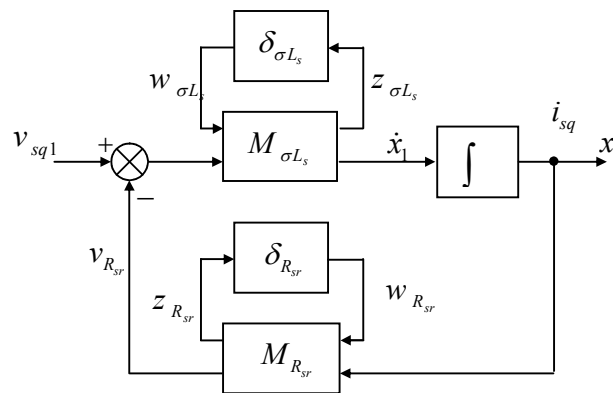 δ_{σL_s}
w_{σL_s} z_{σL_s}
v_{sq1} + M_{σL_s} ẋ_1 ∫ i_{sq} x
−
v_{R_{sr}} δ_{R_{sr}}
z_{R_{sr}} w_{R_{sr}}
M_{R_{sr}}